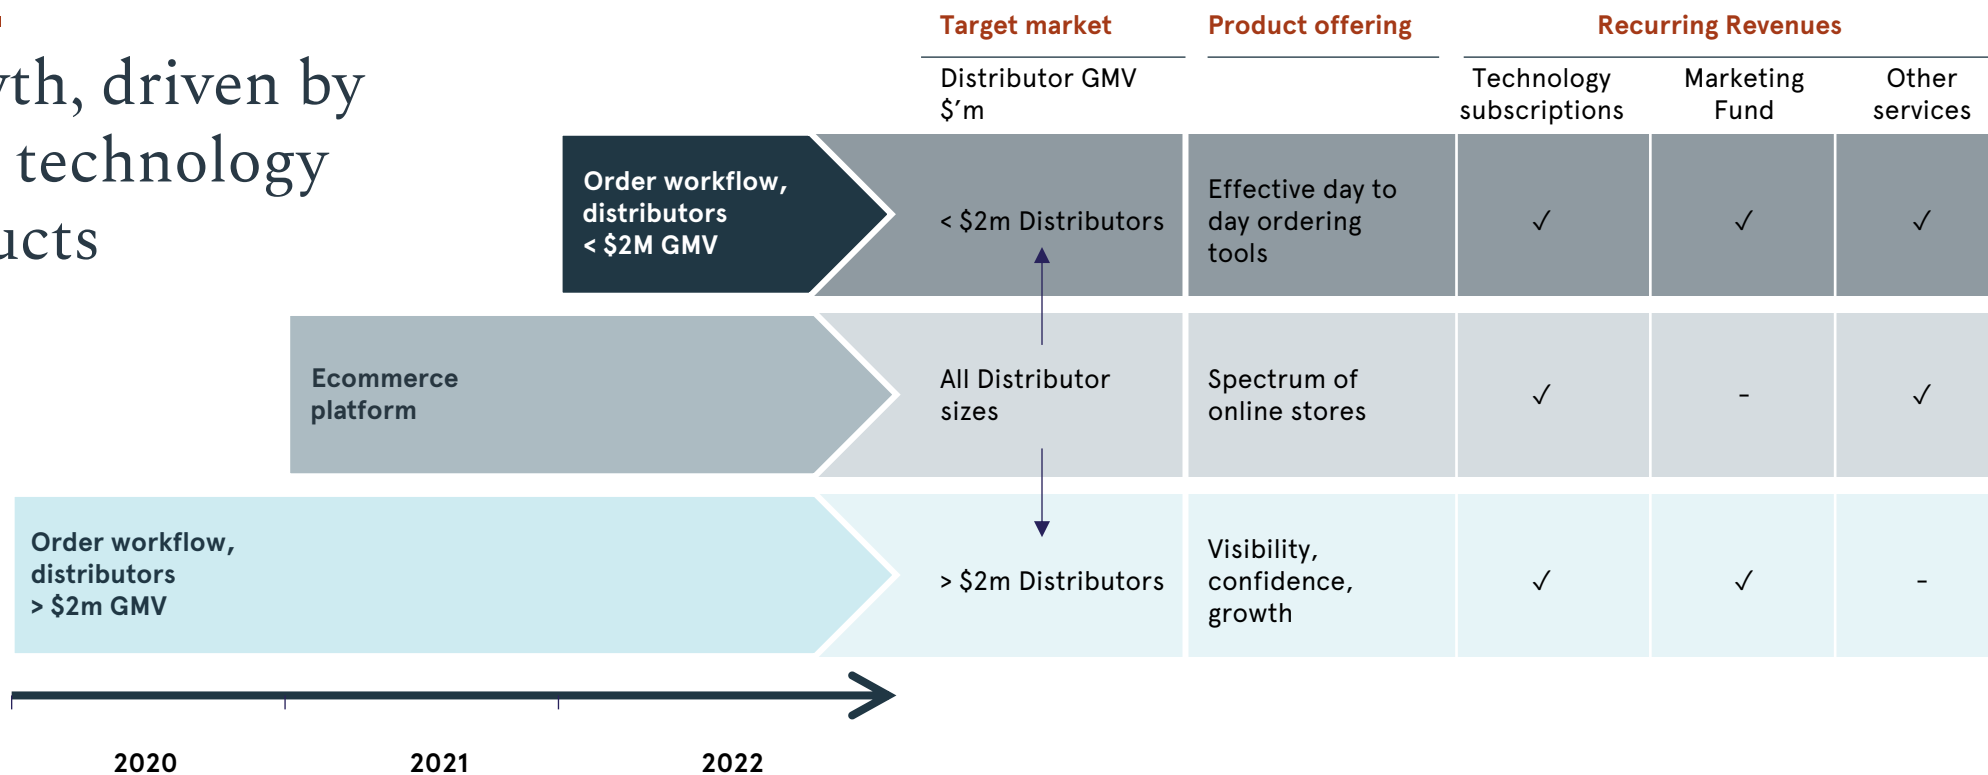 driven by
technology
Target market
Product offering
Recurring Revenues
Distributor GMV
$’m
Technology
subscriptions
Marketing
Fund
Other
services
Order workflow,
distributors
< $2M GMV
< $2m Distributors
Effective day to
day ordering
tools
✓
✓
✓
Ecommerce
platform
All Distributor
sizes
Spectrum of
online stores
✓
-
✓
Order workflow,
distributors
> $2m GMV
> $2m Distributors
Visibility,
confidence,
growth
✓
✓
-
2020
2021
2022